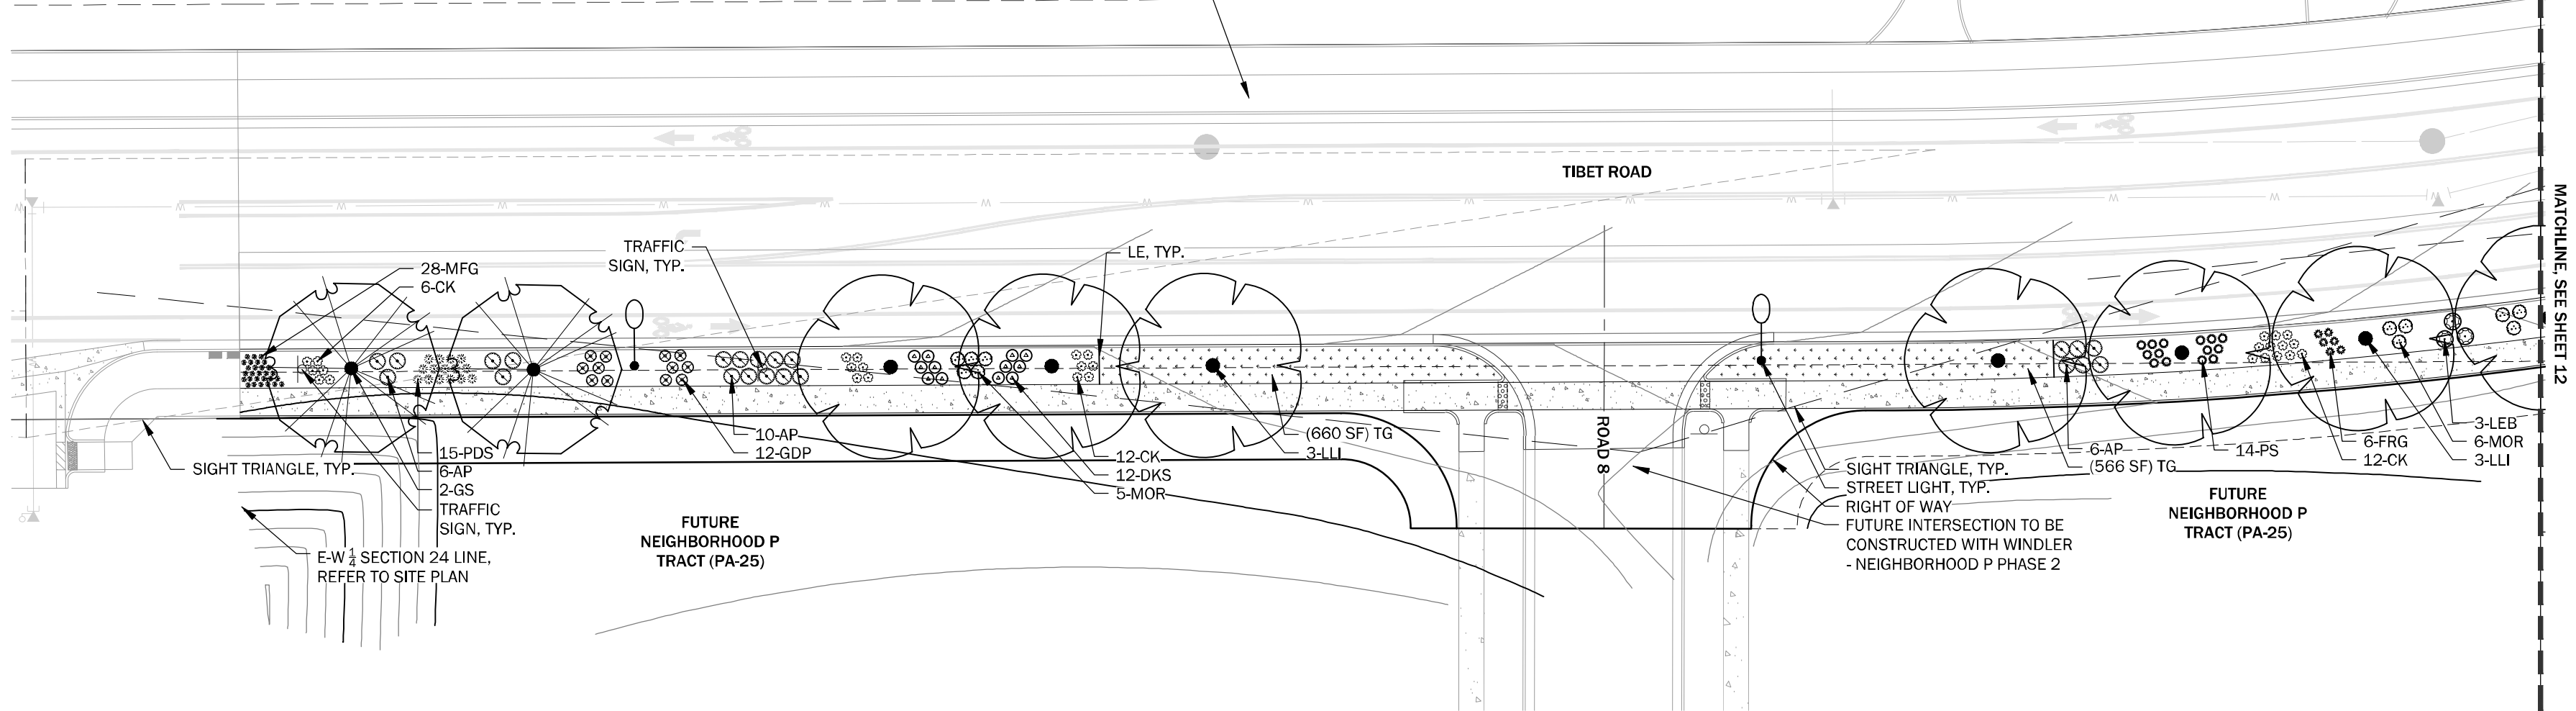 TIBET ROAD
MATCHLINE, SEE SHEET 12
28-MFG
6-CK
TRAFFIC
SIGN, TYP.
LE, TYP.
SIGHT TRIANGLE, TYP.
15-PDS
6-AP
2-GS
TRAFFIC
SIGN, TYP.
E-W 1/4 SECTION 24 LINE,
REFER TO SITE PLAN
10-AP
12-GDP
FUTURE
NEIGHBORHOOD P
TRACT (PA-25)
12-CK
12-DKS
5-MOR
(660 SF) TG
3-LLI
ROAD 8
SIGHT TRIANGLE, TYP.
STREET LIGHT, TYP.
RIGHT OF WAY
FUTURE INTERSECTION TO BE
CONSTRUCTED WITH WINDLER
- NEIGHBORHOOD P PHASE 2
6-AP
(566 SF) TG
14-PS
6-FRG
12-CK
3-LEB
6-MOR
3-LLI
FUTURE
NEIGHBORHOOD P
TRACT (PA-25)
W W W W W W W W W W W W W W W